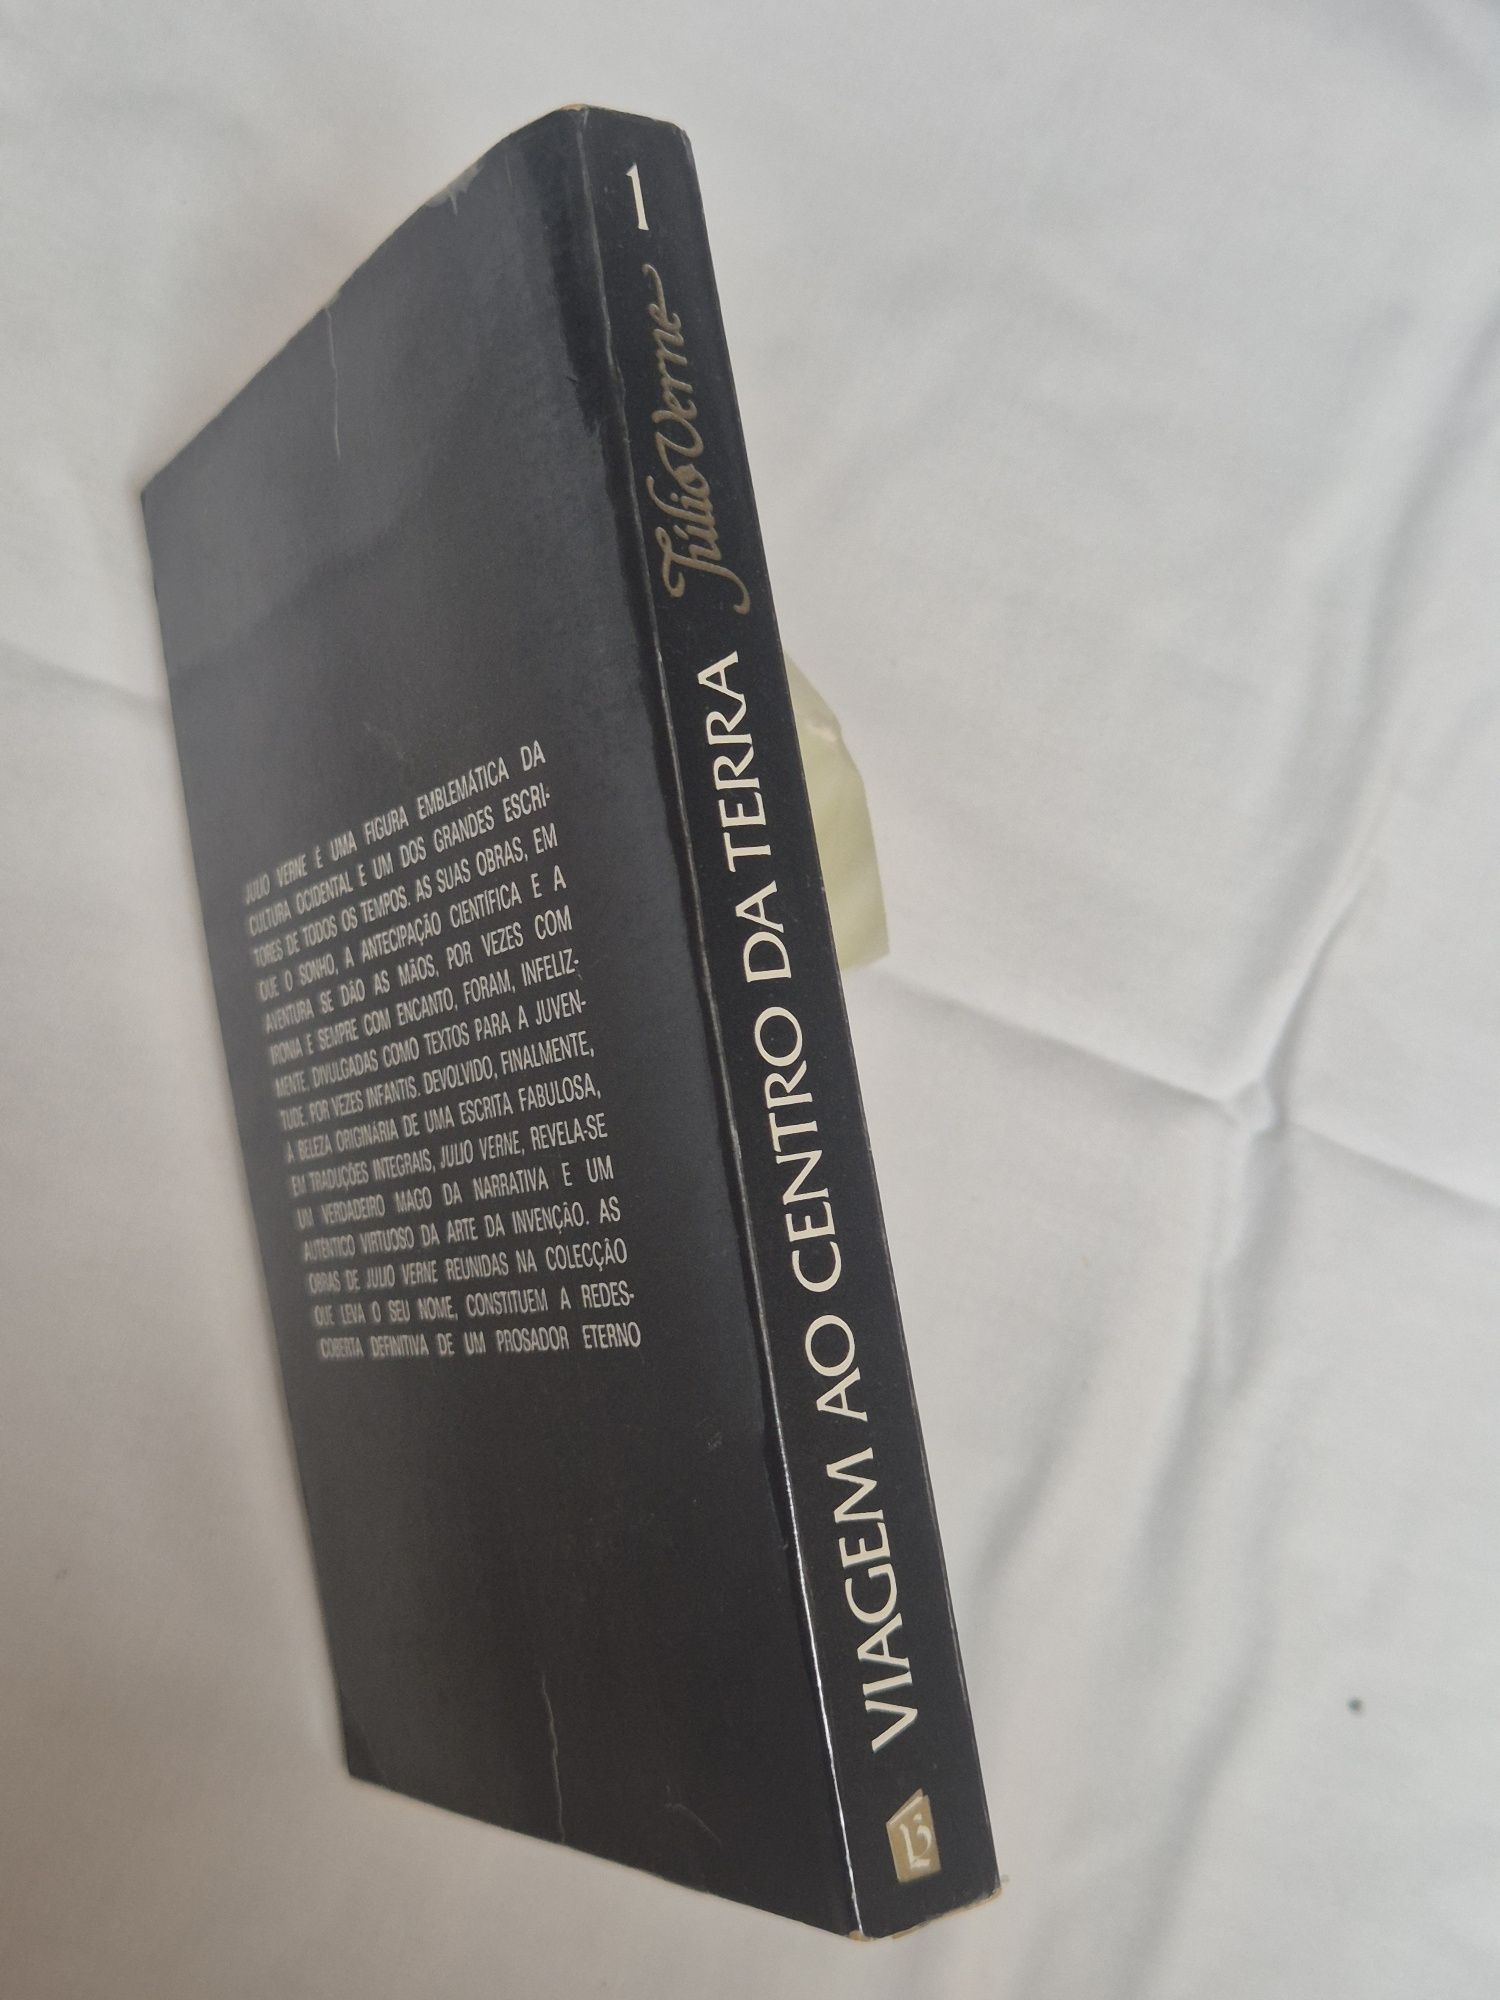 JULIO VERNE É UMA FIGURA EMBLEMÁTICA DA
CULTURA OCIDENTAL E UM DOS GRANDES ESCRI-
TORES DE TODOS OS TEMPOS. AS SUAS OBRAS, EM
QUE O SONHO, A ANTECIPAÇÃO CIENTÍFICA E A
AVENTURA SE DÃO AS MÃOS, POR VEZES COM
IRONIA E SEMPRE COM ENCANTO, FORAM, INFELIZ-
MENTE, DIVULGADAS COMO TEXTOS PARA A JUVEN-
TUDE, POR VEZES INFANTIS. DEVOLVIDO, FINALMENTE,
À BELEZA ORIGINÁRIA DE UMA ESCRITA FABULOSA,
EM TRADUÇÕES INTEGRAIS, JULIO VERNE, REVELA-SE
UM VERDADEIRO MAGO DA NARRATIVA E UM
AUTÊNTICO VIRTUOSO DA ARTE DA INVENÇÃO. AS
OBRAS DE JULIO VERNE REUNIDAS NA COLECÇÃO
QUE LEVA O SEU NOME, CONSTITUEM A REDES-
COBERTA DEFINITIVA DE UM PROSADOR ETERNO
VIAGEM AO CENTRO DA TERRA Júlio Verne 1